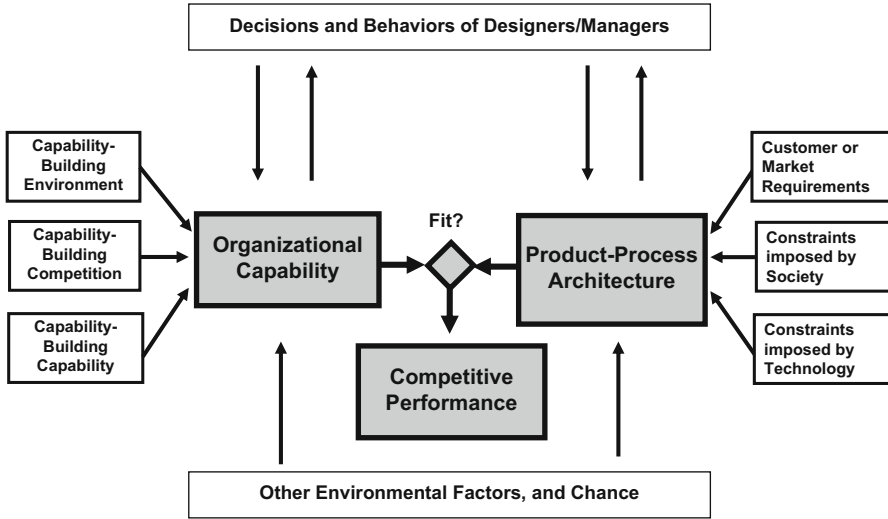 Decisions and Behaviors of Designers/Managers
Capability-
Building
Environment
Capability-
Building
Competition
Capability-
Building
Capability
Organizational
Capability
Fit?
Product-Process
Architecture
Customer or
Market
Requirements
Constraints
imposed by
Society
Constraints
imposed by
Technology
Competitive
Performance
Other Environmental Factors, and Chance